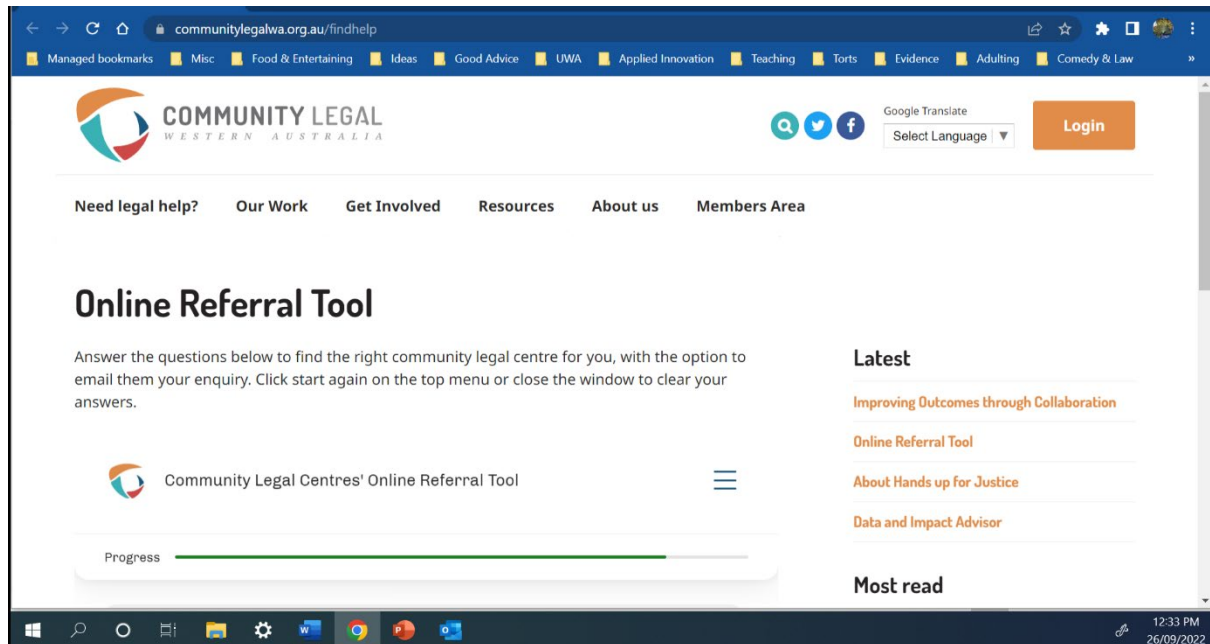 communitylegalwa.org.au/findhelp
Managed bookmarks Misc Food & Entertaining Ideas Good Advice UWA Applied Innovation Teaching Torts Evidence Adulting Comedy & Law »
COMMUNITY LEGAL
WESTERN AUSTRALIA
Google Translate
Select Language
Login
Need legal help? Our Work Get Involved Resources About us Members Area
Online Referral Tool
Answer the questions below to find the right community legal centre for you, with the option to
email them your enquiry. Click start again on the top menu or close the window to clear your
answers.
Community Legal Centres' Online Referral Tool
Progress
Latest
Improving Outcomes through Collaboration
Online Referral Tool
About Hands up for Justice
Data and Impact Advisor
Most read
12:33 PM
26/09/2022